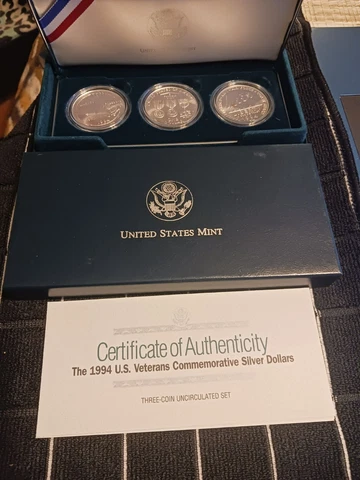 UNITED STATES MINT
Certificate of Authenticity
The 1994 U.S. Veterans Commemorative Silver Dollars
THREE-COIN UNCIRCULATED SET